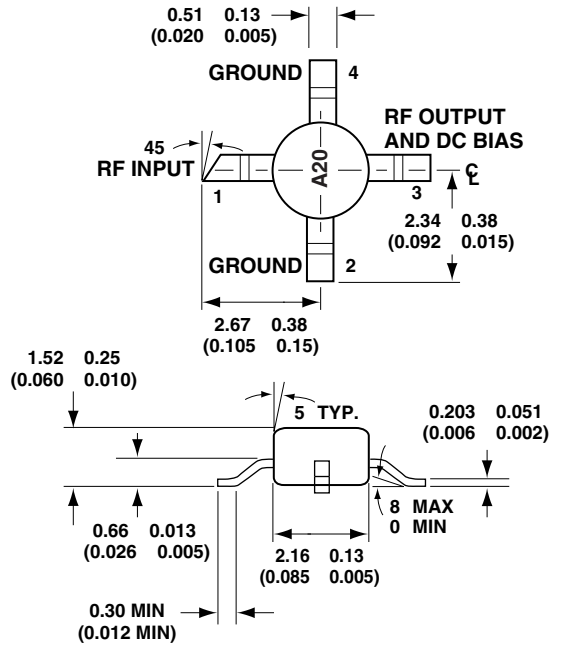 0.51 0.13
(0.020 0.005)
GROUND 4
RF OUTPUT
AND DC BIAS
45
RF INPUT
A20
℄
1
3
2.34 0.38
(0.092 0.015)
GROUND 2
2.67 0.38
(0.105 0.15)
1.52 0.25
(0.060 0.010)
5 TYP.
0.203 0.051
(0.006 0.002)
8 MAX
0 MIN
0.66 0.013
(0.026 0.005)
2.16 0.13
(0.085 0.005)
0.30 MIN
(0.012 MIN)